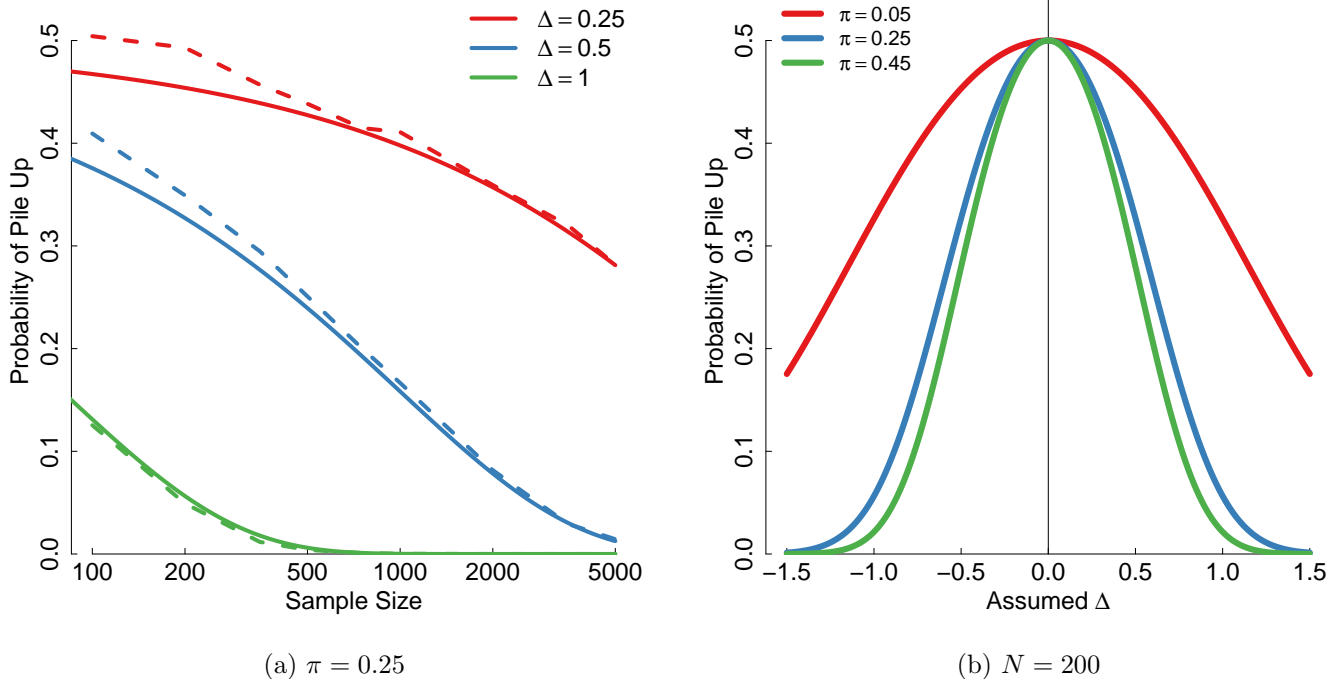 Δ = 0.25
Δ = 0.5
Δ = 1
Probability of Pile Up
0.5
0.4
0.3
0.2
0.1
0.0
100 200 500 1000 2000 5000
Sample Size
(a) π = 0.25
π = 0.05
π = 0.25
π = 0.45
Probability of Pile Up
0.5
0.4
0.3
0.2
0.1
0.0
−1.5 −1.0 −0.5 0.0 0.5 1.0 1.5
Assumed Δ
(b) N = 200